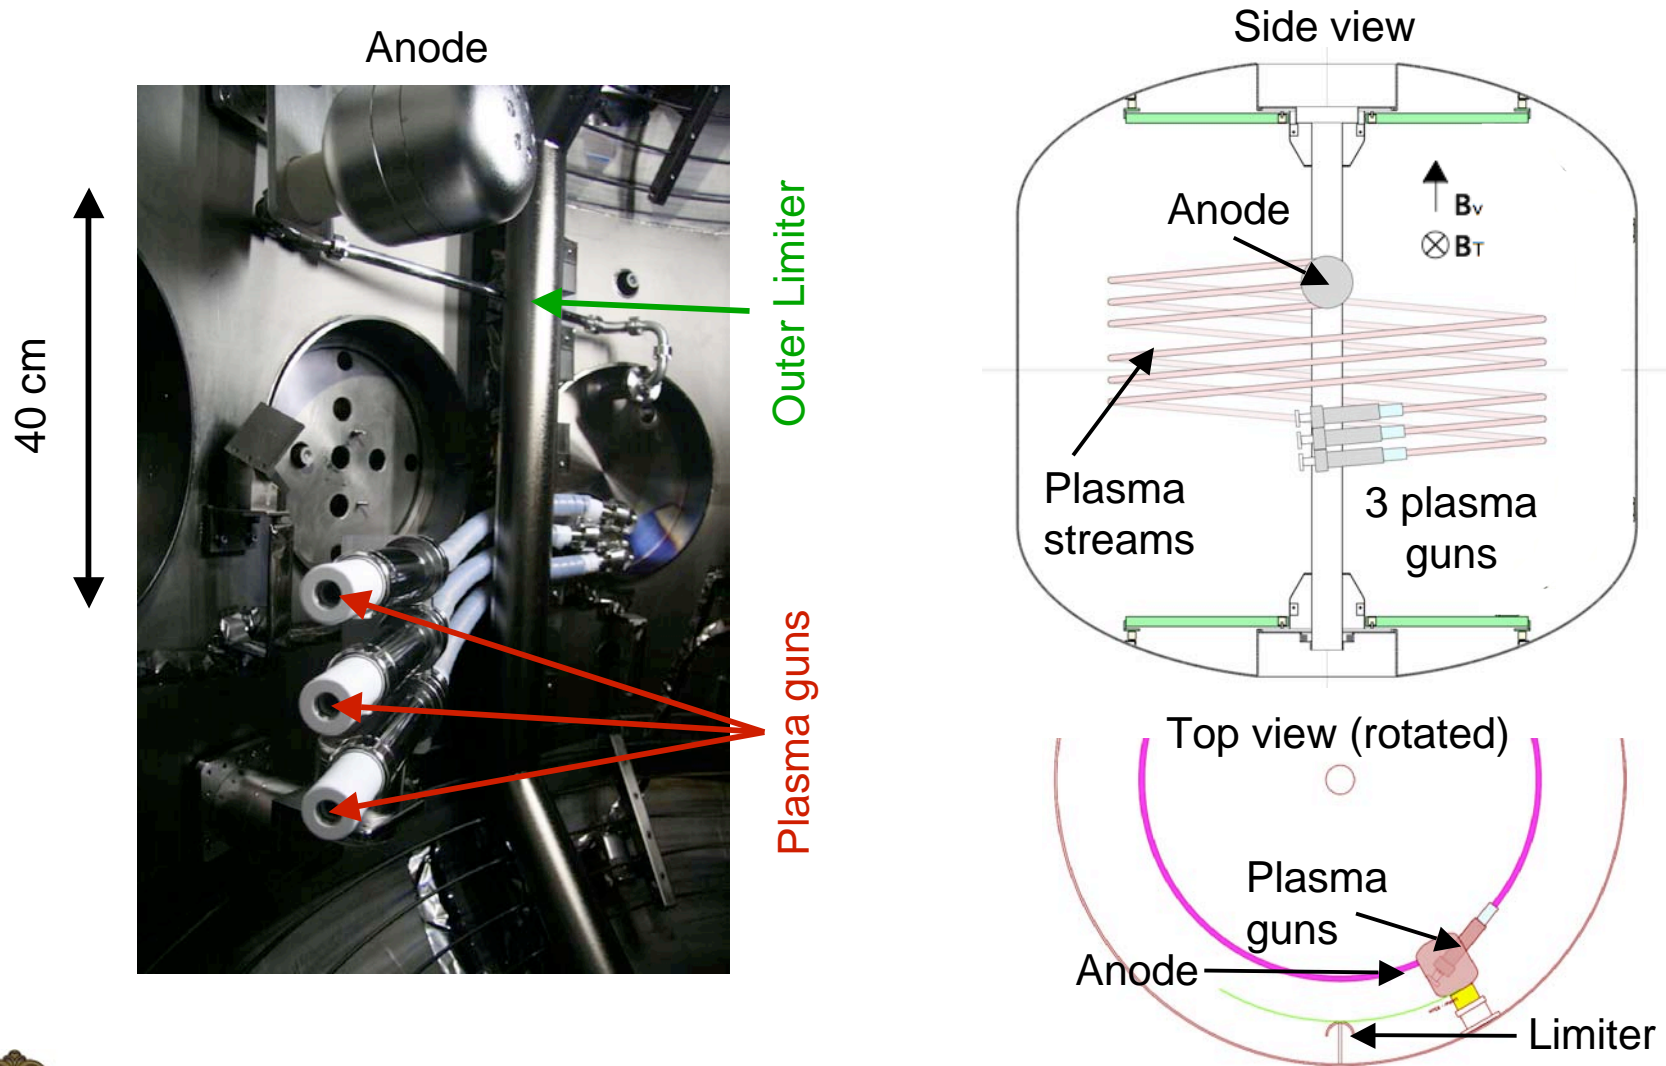 Anode
40 cm
Outer Limiter
Plasma guns
Side view
Anode
Bv
BT
Plasma
streams
3 plasma
guns
Top view (rotated)
Plasma
guns
Anode
Limiter